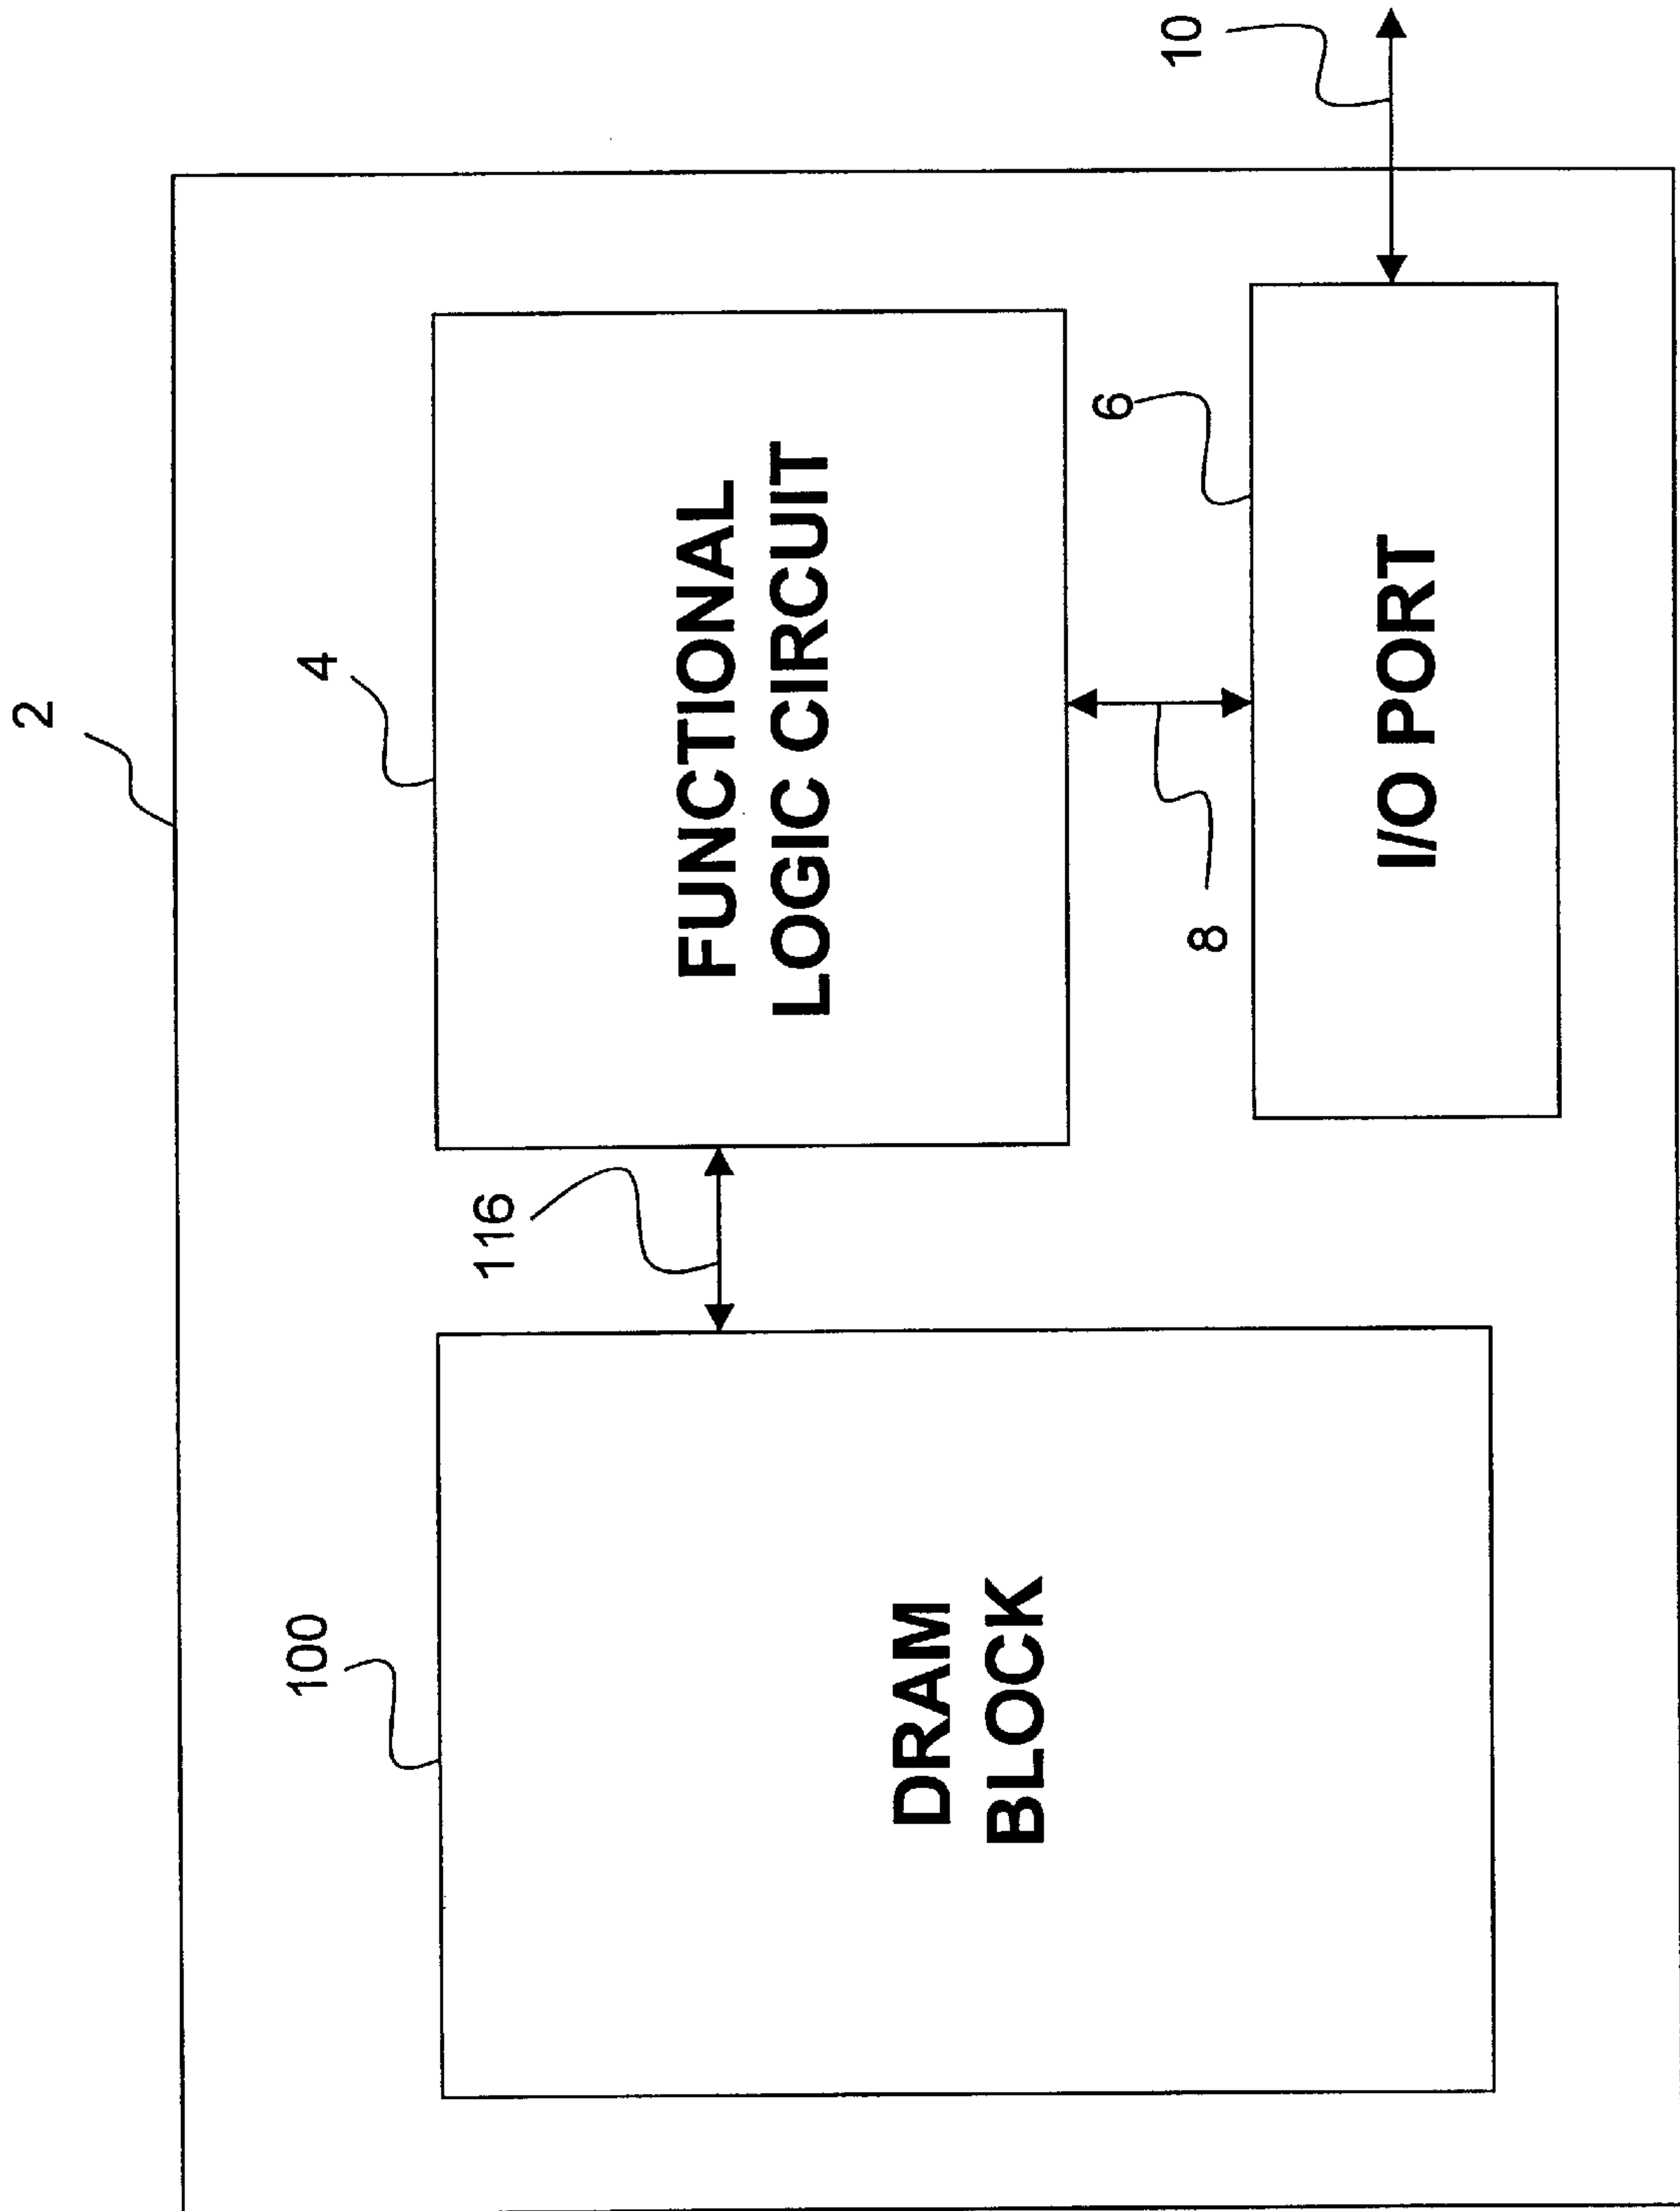 2
100
116
4
DRAM
BLOCK
FUNCTIONAL
LOGIC CIRCUIT
8
6
I/O PORT
10